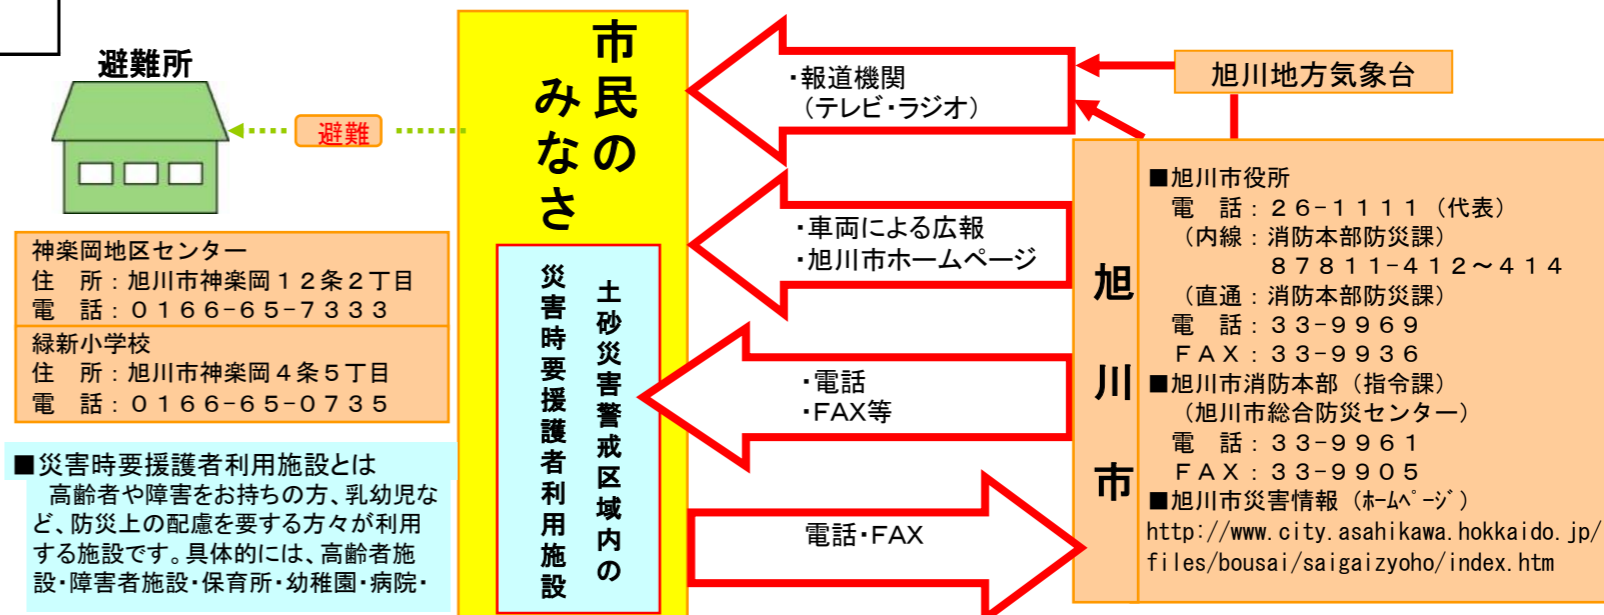 避難所
避難
神楽岡地区センター
住　所：旭川市神楽岡１２条２丁目
電　話：０１６６-６５-７３３３
緑新小学校
住　所：旭川市神楽岡４条５丁目
電　話：０１６６-６５-０７３５
■災害時要援護者利用施設とは
　高齢者や障害をお持ちの方、乳幼児な
ど、防災上の配慮を要する方々が利用
する施設です。具体的には、高齢者施
設・障害者施設・保育所・幼稚園・病院・
市民の
みなさ
土砂災害警戒区域内の
災害時要援護者利用施設
・報道機関
（テレビ・ラジオ）
・車両による広報
・旭川市ホームページ
・電話
・FAX等
電話・FAX
旭川地方気象台
旭川市
■旭川市役所
電　話：２６-１１１１（代表）
（内線：消防本部防災課）
８７８１１-４１２～４１４
（直通：消防本部防災課）
電　話：３３-９９６９
ＦＡＸ：３３-９９３６
■旭川市消防本部（指令課）
（旭川市総合防災センター）
電　話：３３-９９６１
ＦＡＸ：３３-９９０５
■旭川市災害情報（ﾎｰﾑﾍﾟｰｼﾞ）
http://www.city.asahikawa.hokkaido.jp/
files/bousai/saigaizyoho/index.htm